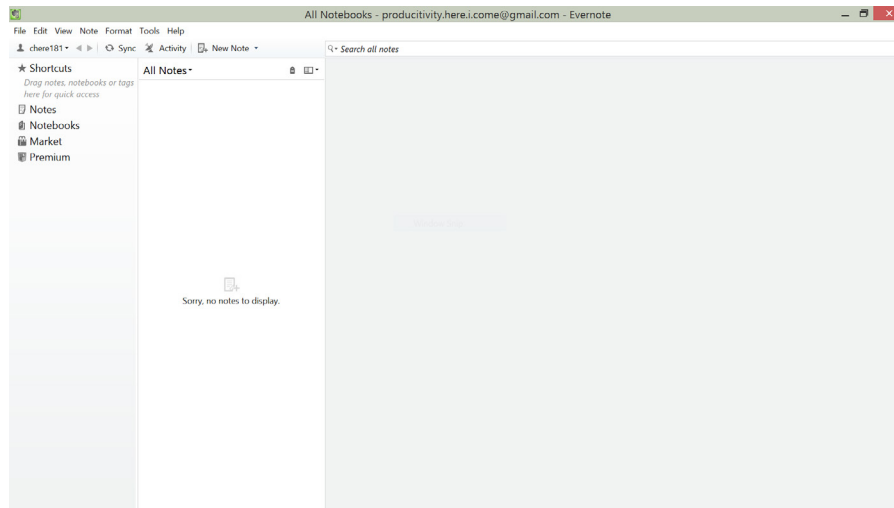 All Notebooks - producitivity.here.i.come@gmail.com - Evernote
File Edit View Note Format Tools Help
chere181 Sync Activity New Note Search all notes
Shortcuts
Drag notes, notebooks or tags
here for quick access
Notes
Notebooks
Market
Premium
All Notes
Sorry, no notes to display.